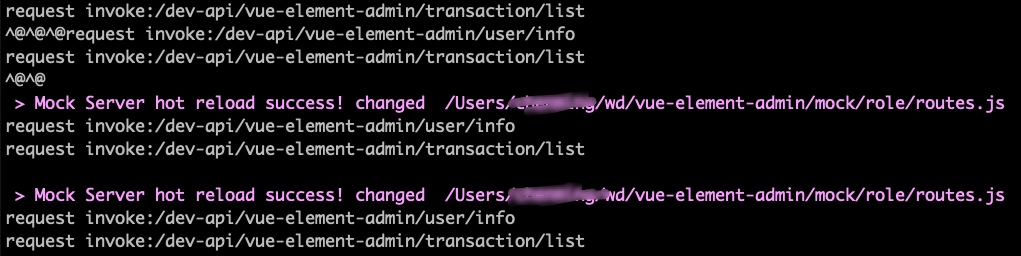 request invoke:/dev-api/vue-element-admin/transaction/list
^@^@^@request invoke:/dev-api/vue-element-admin/user/info
request invoke:/dev-api/vue-element-admin/transaction/list
^@^@
> Mock Server hot reload success! changed /Users/ /wd/vue-element-admin/mock/role/routes.js
request invoke:/dev-api/vue-element-admin/user/info
request invoke:/dev-api/vue-element-admin/transaction/list
> Mock Server hot reload success! changed /Users/ /wd/vue-element-admin/mock/role/routes.js
request invoke:/dev-api/vue-element-admin/user/info
request invoke:/dev-api/vue-element-admin/transaction/list